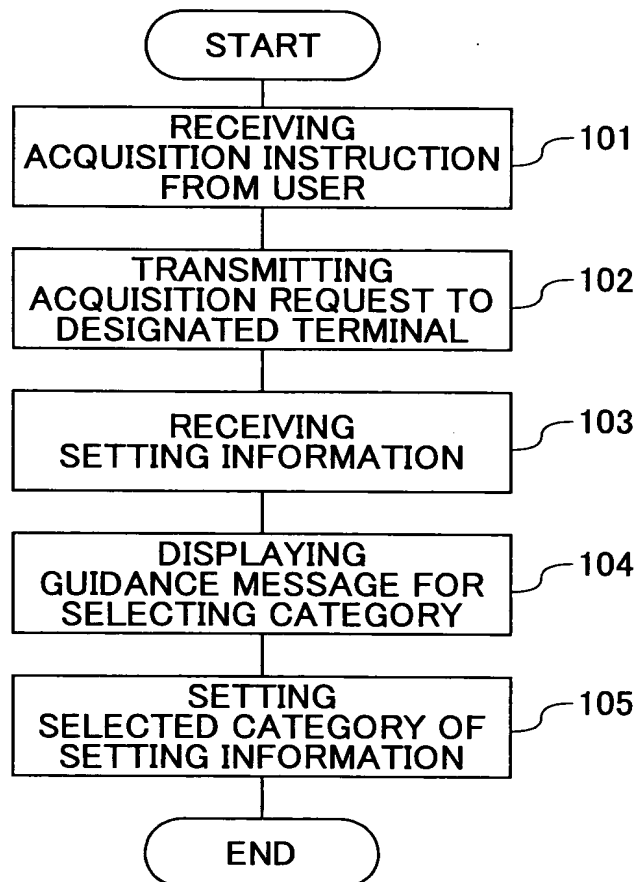 START
RECEIVING
ACQUISITION INSTRUCTION
FROM USER
101
TRANSMITTING
ACQUISITION REQUEST TO
DESIGNATED TERMINAL
102
RECEIVING
SETTING INFORMATION
103
DISPLAYING
GUIDANCE MESSAGE FOR
SELECTING CATEGORY
104
SETTING
SELECTED CATEGORY OF
SETTING INFORMATION
105
END